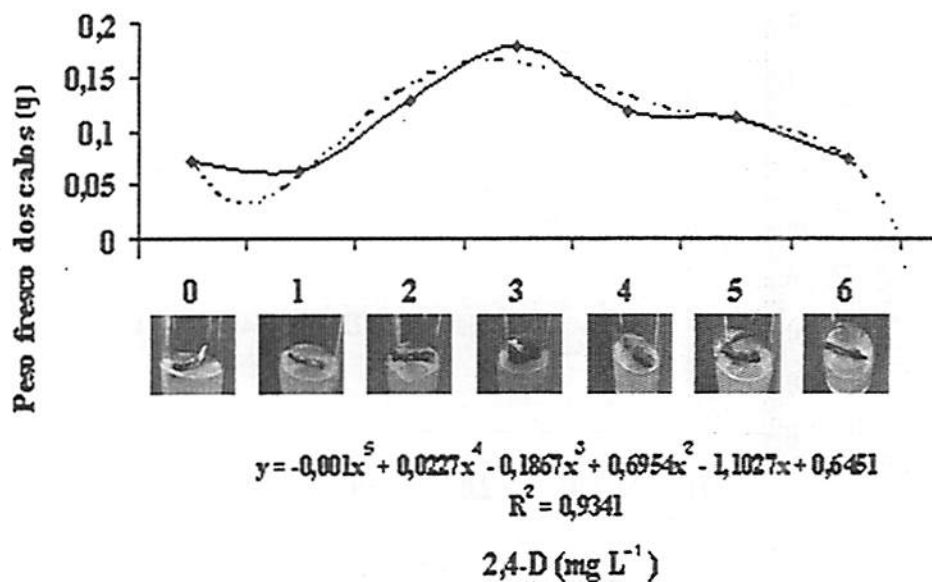 0,2
0,15
0,1
0,05
0
Peso fresco dos calos (g)
0 1 2 3 4 5 6
y = -0,001x⁵ + 0,0227x⁴ - 0,1867x³ + 0,6954x² - 1,1027x + 0,6451
R² = 0,9341
2,4-D (mg L⁻¹)